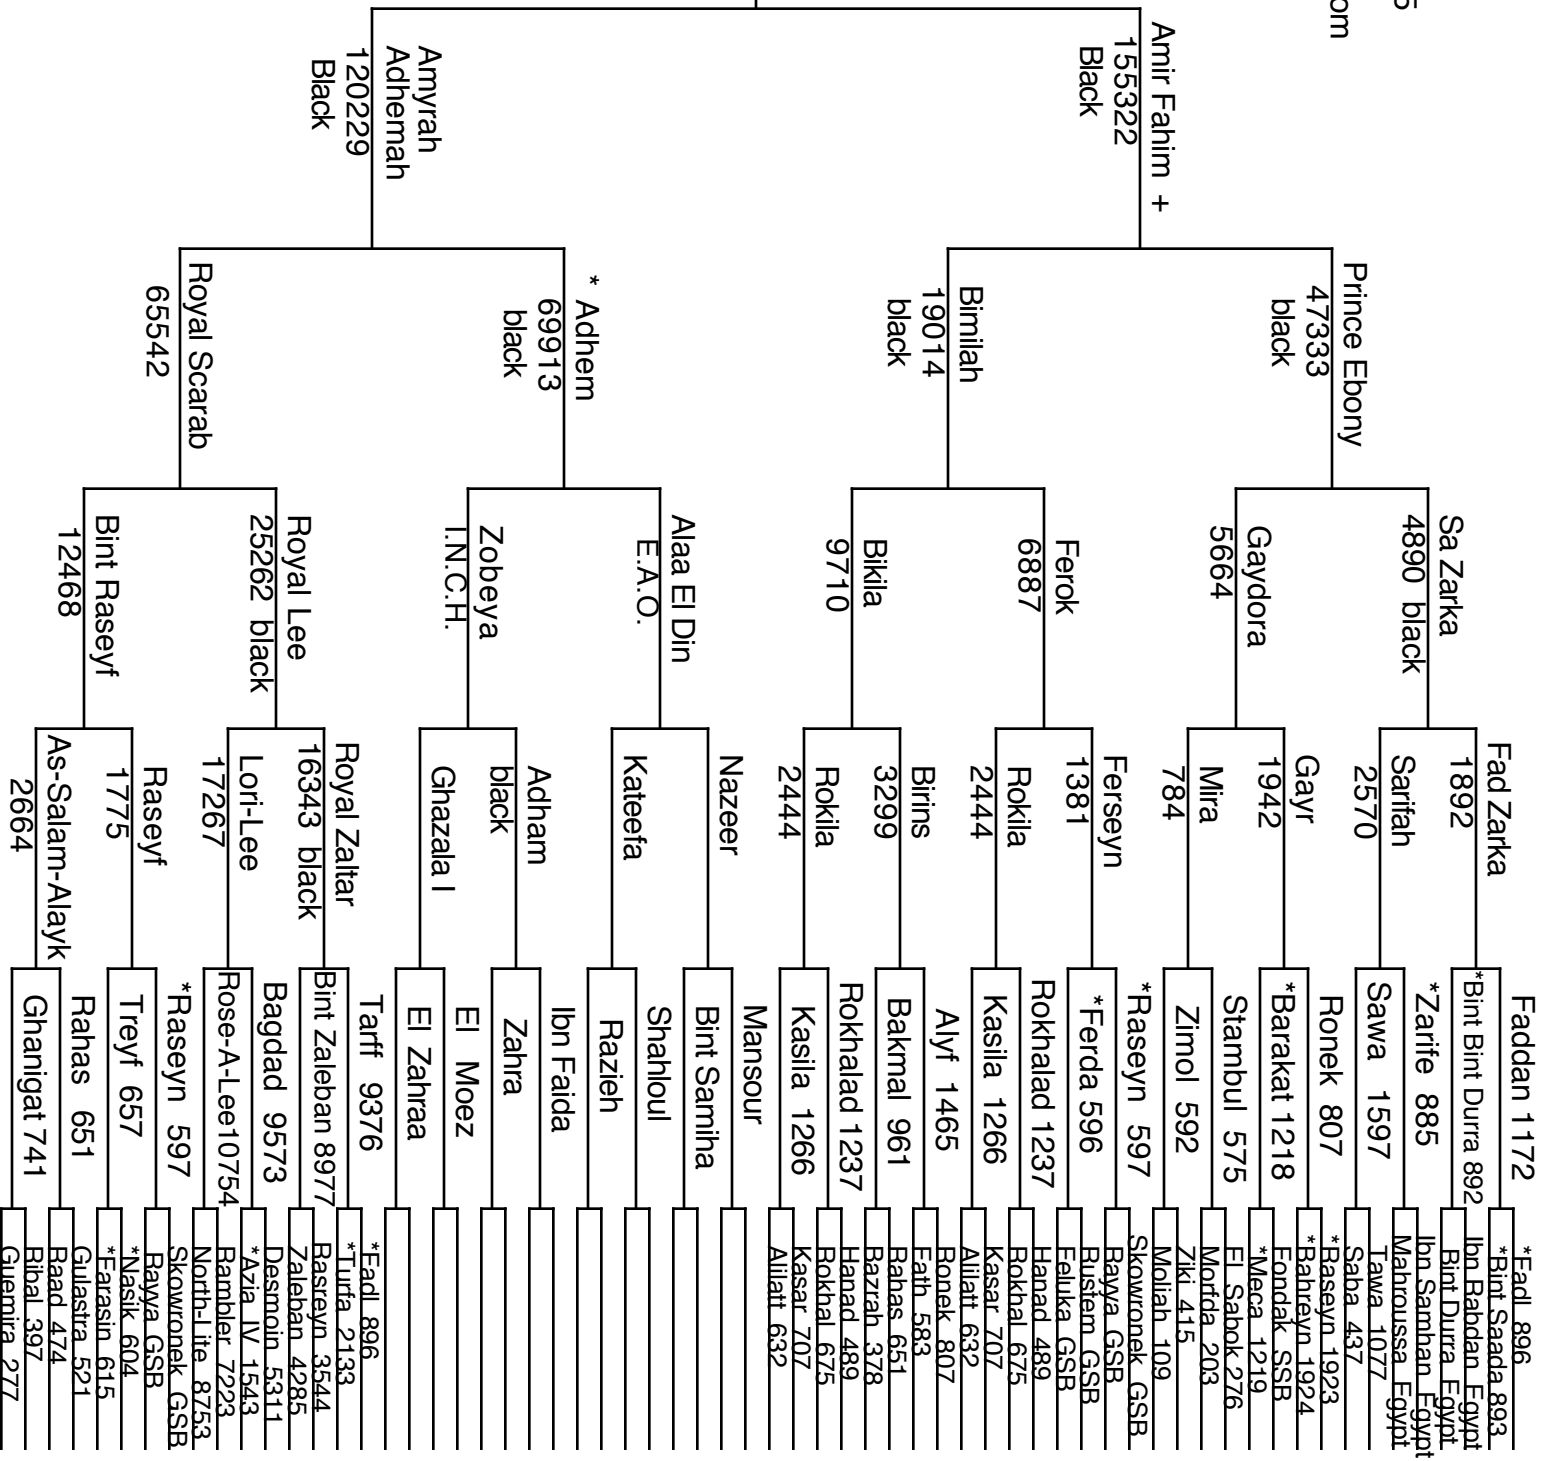 5
om
Amir Fahim +
155322
Black
Amyrah
Adhemah
120229
Black
Prince Ebony
47333
black
Bimilah
19014
black
* Adhem
69913
black
Royal Scarab
65542
Sa Zarka
4890 black
Gaydora
5664
Ferok
6887
Bikila
9710
Alaa El Din
E.A.O.
Zobeya
I.N.C.H.
Royal Lee
25262 black
Bint Raseyf
12468
Fad Zarka
1892
Sarifah
2570
Gayr
1942
Mira
784
Ferseyn
1381
Rokila
2444
Birins
3299
Rokila
2444
Nazeer
Kateefa
Adham
black
Ghazala I
Royal Zaltar
16343 black
Lori-Lee
17267
Raseyf
1775
As-Salam-Alayk
2664
Faddan 1172
*Bint Bint Durra 892
*Zarife 885
Sawa 1597
Ronek 807
*Barakat 1218
Stambul 575
Zimol 592
*Raseyn 597
*Ferda 596
Rokhalad 1237
Kasila 1266
Alyf 1465
Bakmal 961
Rokhalad 1237
Kasila 1266
Mansour
Bint Samiha
Shahloul
Razieh
Ibn Faida
Zahra
El Moez
El Zahraa
Tarff 9376
Bint Zaleban 8977
Bagdad 9573
Rose-A-Lee10754
*Raseyn 597
Treyf 657
Rahas 651
Ghanigat 741
*Fadl 896
*Bint Saada 893
Ibn Rabdan Egypt
Bint Durra Egypt
Ibn Samhan Egypt
Mahroussa Egypt
Tawa 1077
Saba 437
*Raseyn 1923
*Bahreyn 1924
Fondak SSB
*Meca 1219
El Sabok 276
Morfda 203
Ziki 415
Moliah 109
Skowronek GSB
Rayya GSB
Rustem GSB
Feluka GSB
Hanad 489
Rokhal 675
Kasar 707
Aliiatt 632
Ronek 807
Fath 583
Rahas 651
Bazrah 378
Hanad 489
Rokhal 675
Kasar 707
Aliiatt 632
*Fadl 896
*Turfa 2133
Rasreyn 3544
Zaleban 4285
Desmoin 5311
*Azia IV 1543
Rambler 7223
North-Lite 8753
Skowronek GSB
Rayya GSB
*Nasik 604
*Farasin 615
Gulastra 521
Raad 474
Ribal 397
Guemira 277